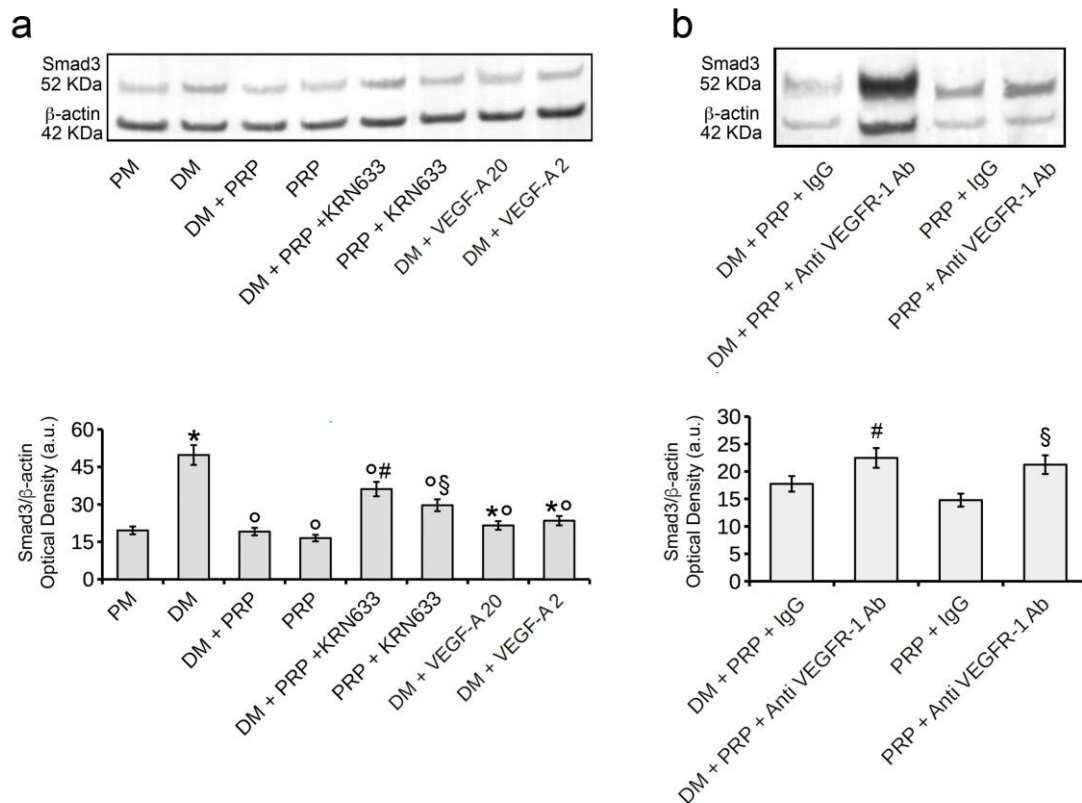 a
Smad3
52 KDa
β-actin
42 KDa
PM
DM
DM + PRP
PRP
DM + PRP +KRN633
PRP + KRN633
DM + VEGF-A 20
DM + VEGF-A 2
Smad3/β-actin
Optical Density (a.u.)
60
45
30
15
0
*
°
°
°#
°§
*°
*°
PM
DM
DM + PRP
PRP
DM + PRP +KRN633
PRP + KRN633
DM + VEGF-A 20
DM + VEGF-A 2
b
Smad3
52 KDa
β-actin
42 KDa
DM + PRP + IgG
DM + PRP + Anti VEGFR-1 Ab
PRP + IgG
PRP + Anti VEGFR-1 Ab
Smad3/β-actin
Optical Density (a.u.)
30
25
20
15
10
5
0
#
§
DM + PRP + IgG
DM + PRP + Anti VEGFR-1 Ab
PRP + IgG
PRP + Anti VEGFR-1 Ab